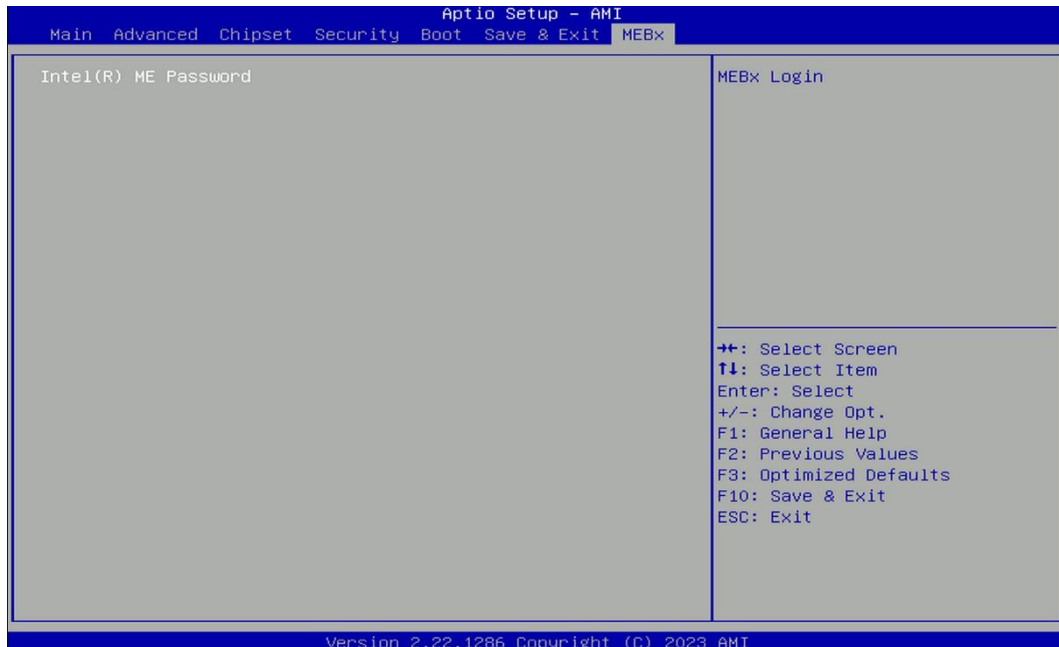 Aptio Setup – AMI
Main Advanced Chipset Security Boot Save & Exit MEBx
Intel(R) ME Password
MEBx Login
→←: Select Screen
↑↓: Select Item
Enter: Select
+/-: Change Opt.
F1: General Help
F2: Previous Values
F3: Optimized Defaults
F10: Save & Exit
ESC: Exit
Version 2.22.1286 Copyright (C) 2023 AMI